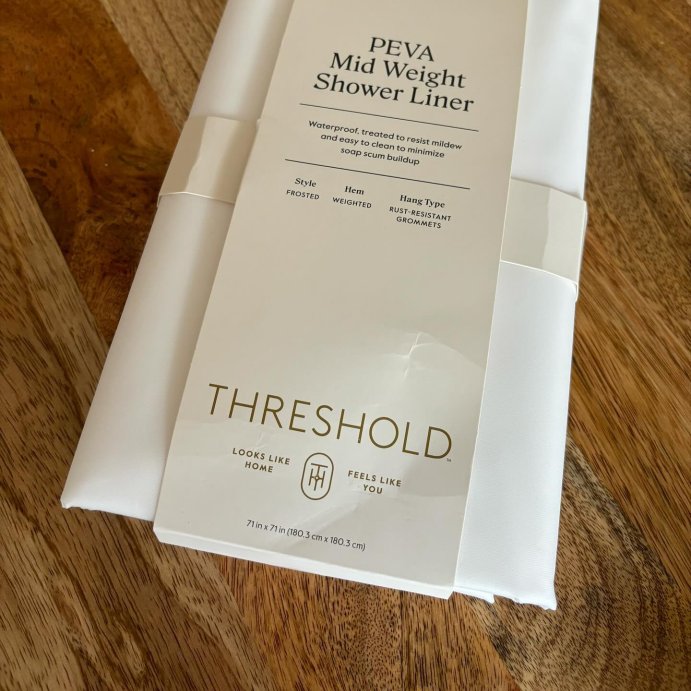 PEVA
Mid Weight
Shower Liner
Waterproof, treated to resist mildew
and easy to clean to minimize
soap scum buildup
Style
FROSTED
Hem
WEIGHTED
Hang Type
RUST-RESISTANT
GROMMETS
THRESHOLD™
LOOKS LIKE
HOME
FEELS LIKE
YOU
71 in x 71 in (180.3 cm x 180.3 cm)